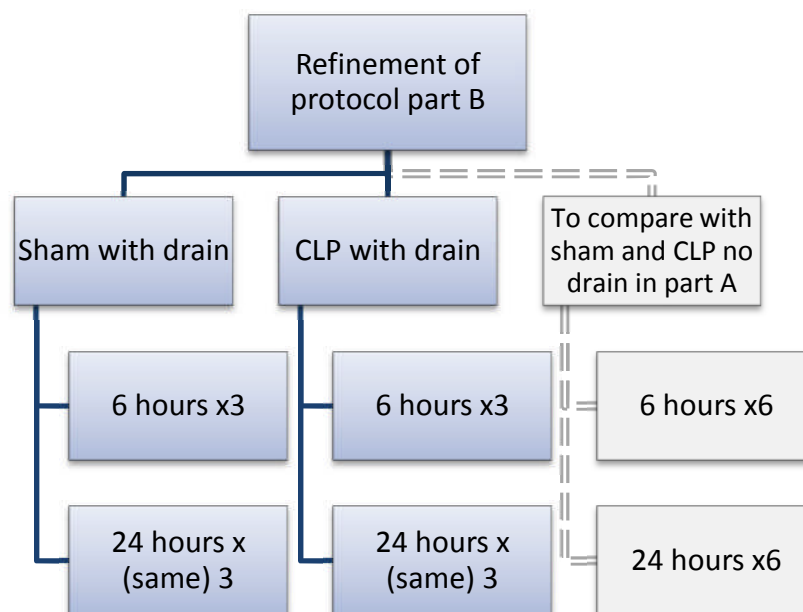 Refinement of
protocol part B
Sham with drain
CLP with drain
To compare with
sham and CLP no
drain in part A
6 hours x3
6 hours x3
6 hours x6
24 hours x
(same) 3
24 hours x
(same) 3
24 hours x6